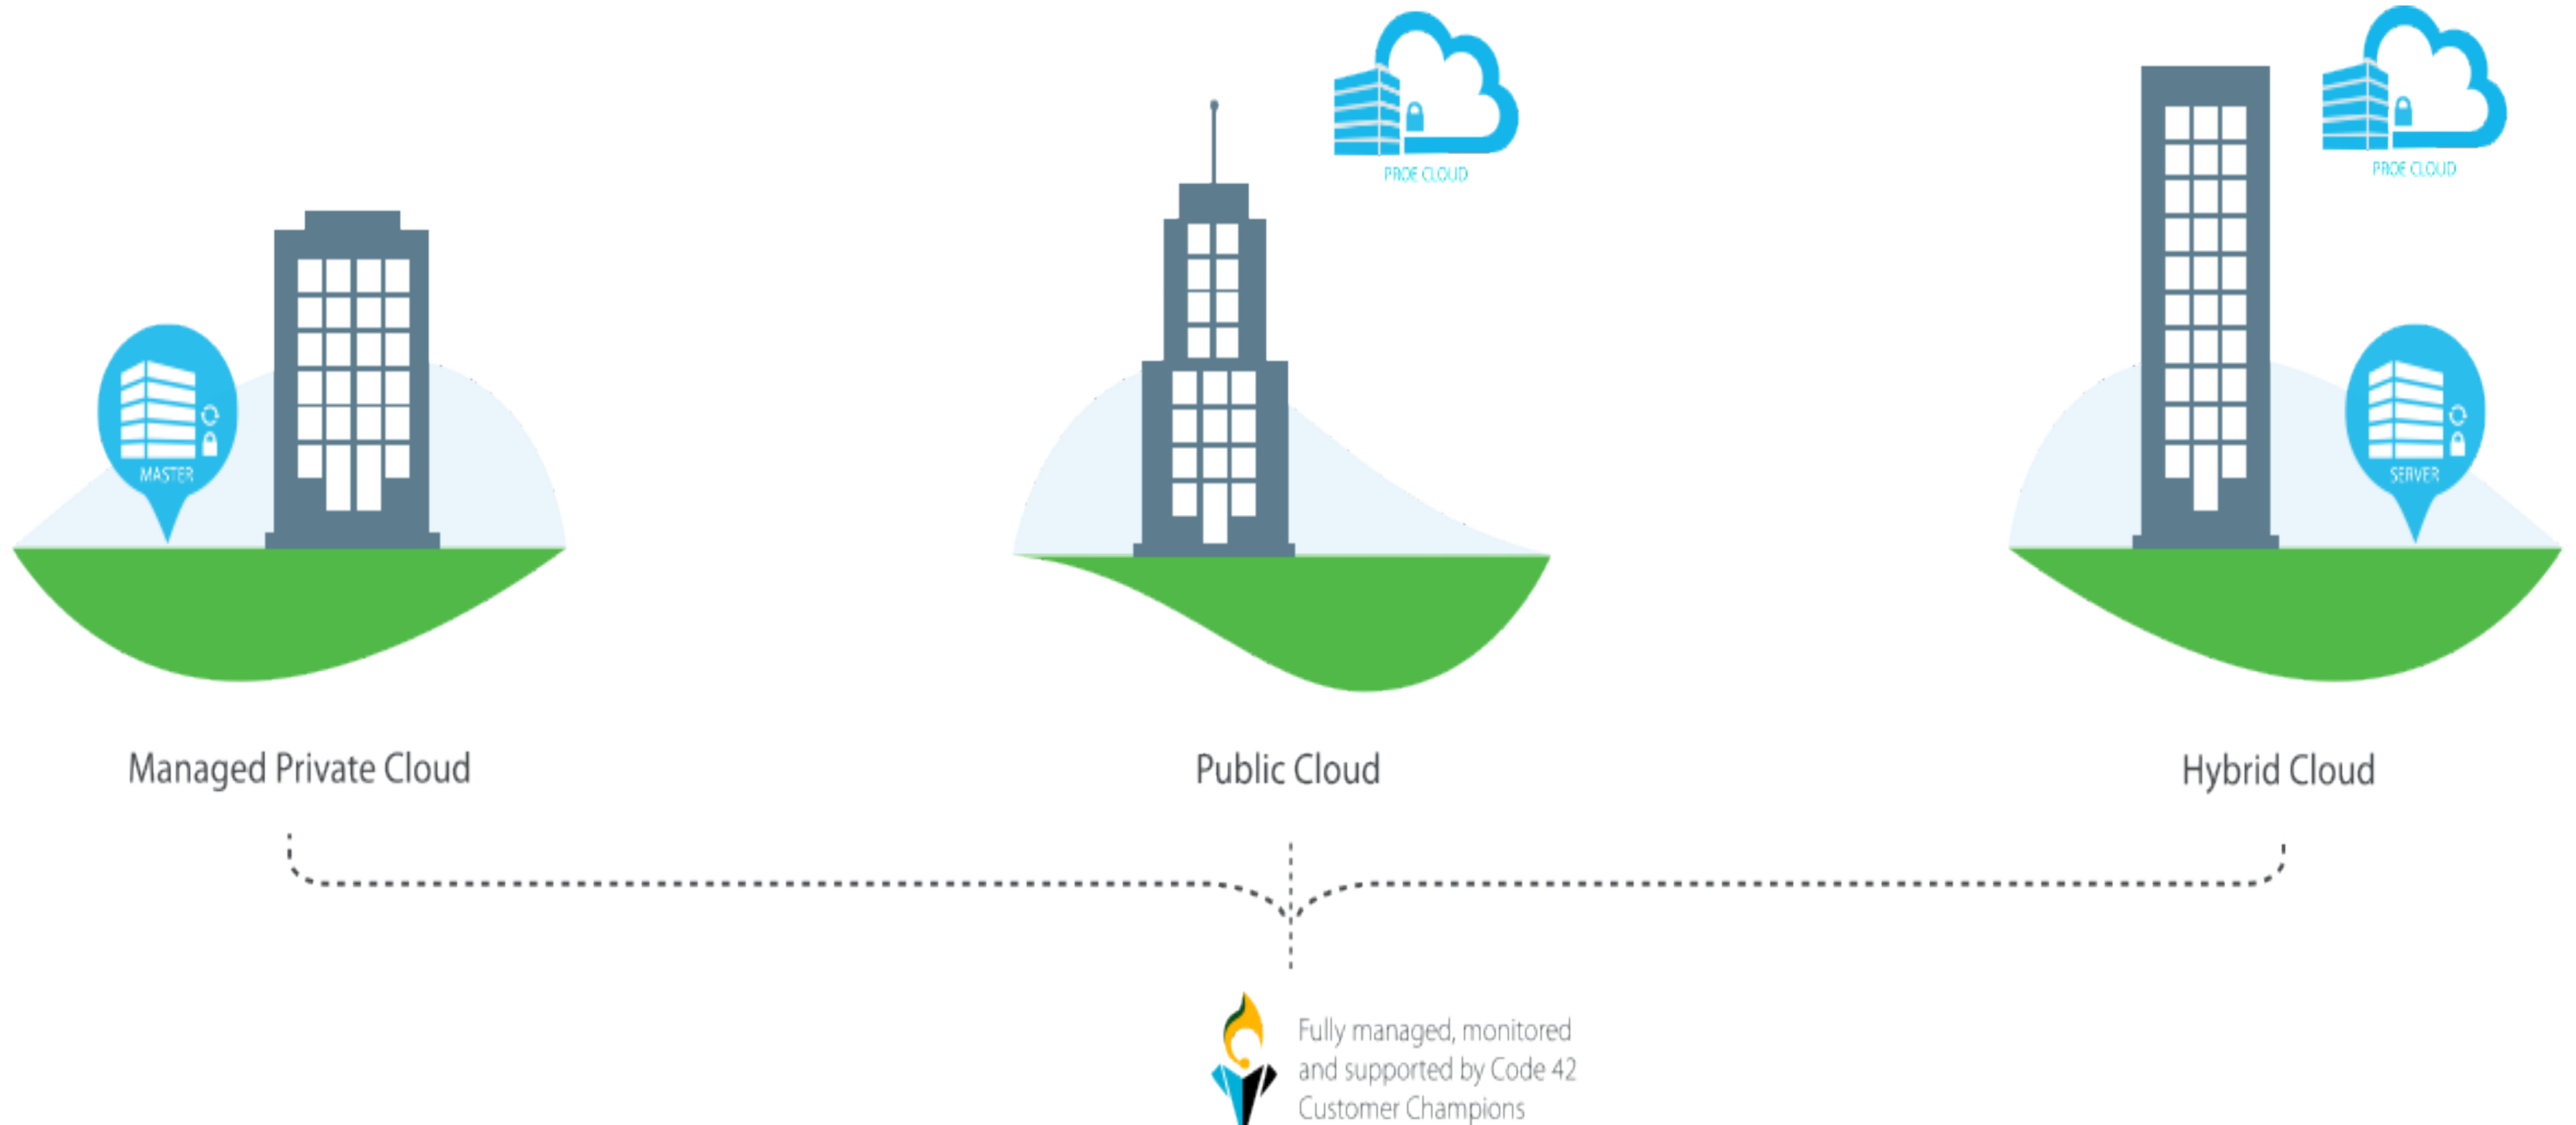 PROE CLOUD
PROE CLOUD
MASTER
SERVER
Managed Private Cloud
Public Cloud
Hybrid Cloud
Fully managed, monitored
and supported by Code 42
Customer Champions